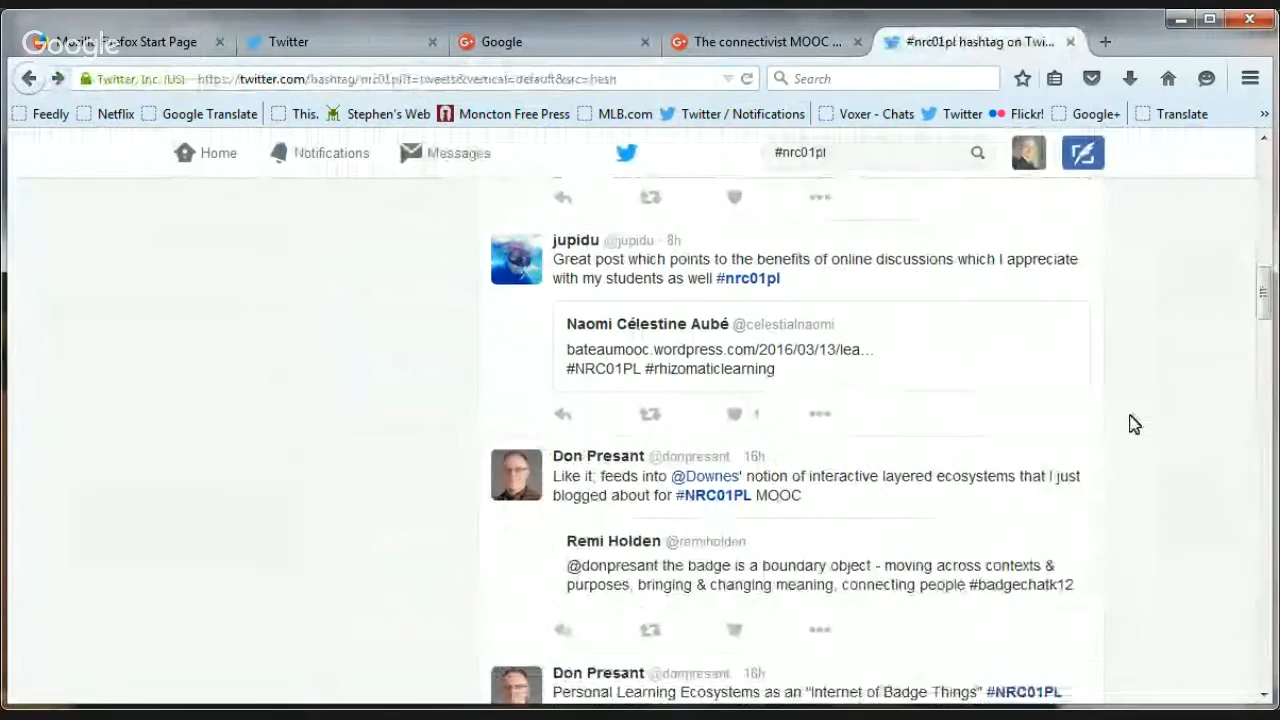 Google
Firefox Start Page
Twitter
Google
The connectivist MOOC ...
#nrc01pl hashtag on Twi...
Twitter, Inc. (US)
https://twitter.com/hashtag/nrc01pl?f=tweets&vertical=default&src=hash
Search
Feedly
Netflix
Google Translate
This.
Stephen's Web
Moncton Free Press
MLB.com
Twitter / Notifications
Voxer - Chats
Twitter
Flickr!
Google+
Translate
»
Home
Notifications
Messages
#nrc01pl
jupidu @jupidu · 8h
Great post which points to the benefits of online discussions which I appreciate
with my students as well #nrc01pl
Naomi Célestine Aubé @celestialnaomi
bateaumooc.wordpress.com/2016/03/13/lea…
#NRC01PL #rhizomaticlearning
Don Presant @donpresant 16h
Like it; feeds into @Downes' notion of interactive layered ecosystems that I just
blogged about for #NRC01PL MOOC
Remi Holden @remiholden
@donpresant the badge is a boundary object - moving across contexts &
purposes, bringing & changing meaning, connecting people #badgechatk12
Don Presant @donpresant 16h
Personal Learning Ecosystems as an "Internet of Badge Things" #NRC01PL